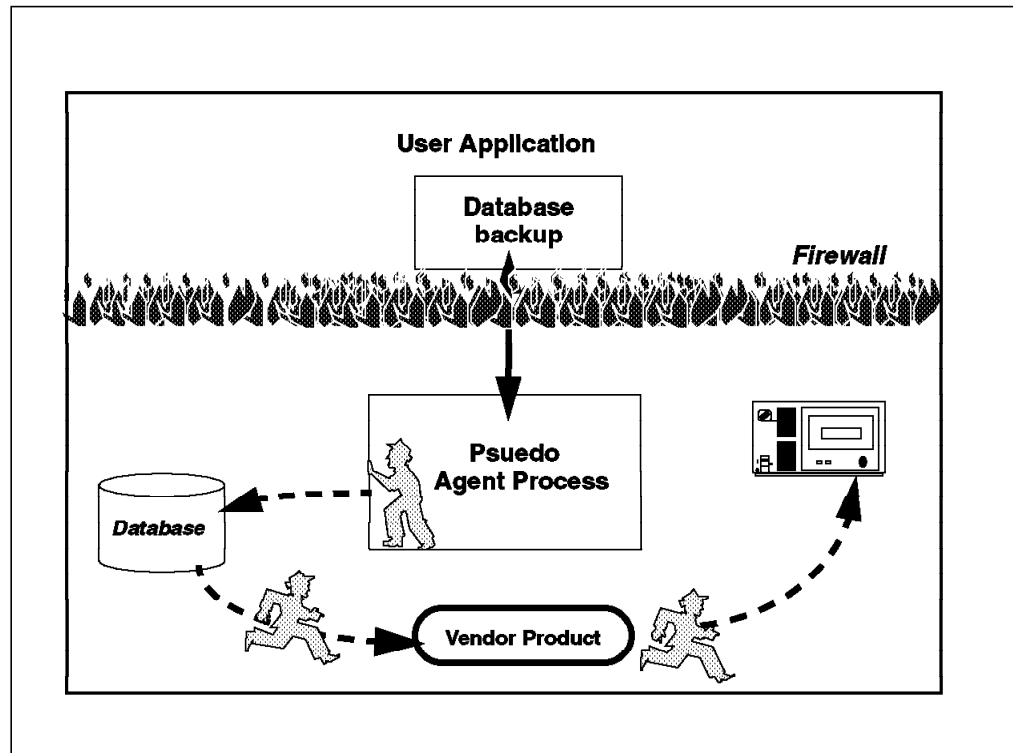 User Application
Database
backup
Firewall
Psuedo
Agent Process
Database
Vendor Product